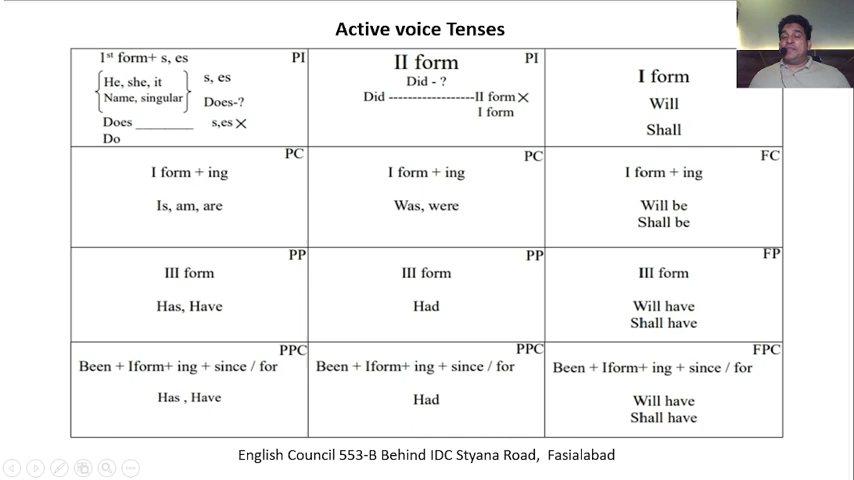 Active voice Tenses
1st form+ s, es
PI
He, she, it
Name, singular
s, es
Does-?
Does ________ s,es X
Do
II form
PI
Did - ?
Did -------------------II form X
I form
I form
Will
Shall
PC
I form + ing
Is, am, are
PC
I form + ing
Was, were
FC
I form + ing
Will be
Shall be
PP
III form
Has, Have
PP
III form
Had
FP
III form
Will have
Shall have
PPC
Been + Iform+ ing + since / for
Has , Have
PPC
Been + Iform+ ing + since / for
Had
FPC
Been + Iform+ ing + since / for
Will have
Shall have
English Council 553-B Behind IDC Styana Road, Fasialabad